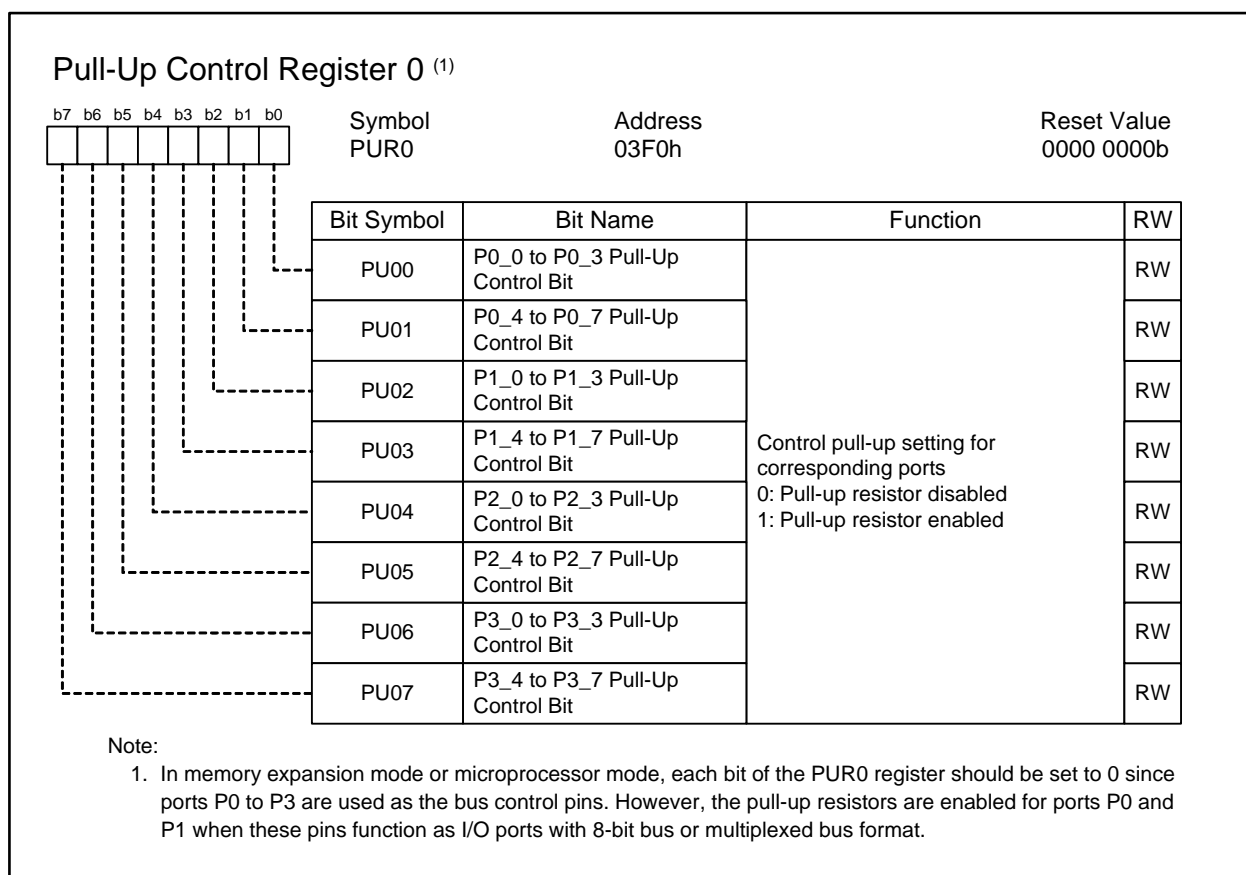 Pull-Up Control Register 0 (1)
b7 b6 b5 b4 b3 b2 b1 b0
Symbol Address Reset Value
PUR0 03F0h 0000 0000b
Bit Symbol Bit Name Function RW
PU00 P0_0 to P0_3 Pull-Up
Control Bit RW
PU01 P0_4 to P0_7 Pull-Up
Control Bit RW
PU02 P1_0 to P1_3 Pull-Up
Control Bit RW
PU03 P1_4 to P1_7 Pull-Up
Control Bit RW
PU04 P2_0 to P2_3 Pull-Up
Control Bit RW
PU05 P2_4 to P2_7 Pull-Up
Control Bit RW
PU06 P3_0 to P3_3 Pull-Up
Control Bit RW
PU07 P3_4 to P3_7 Pull-Up
Control Bit RW
Control pull-up setting for
corresponding ports
0: Pull-up resistor disabled
1: Pull-up resistor enabled
Note:
1. In memory expansion mode or microprocessor mode, each bit of the PUR0 register should be set to 0 since
ports P0 to P3 are used as the bus control pins. However, the pull-up resistors are enabled for ports P0 and
P1 when these pins function as I/O ports with 8-bit bus or multiplexed bus format.